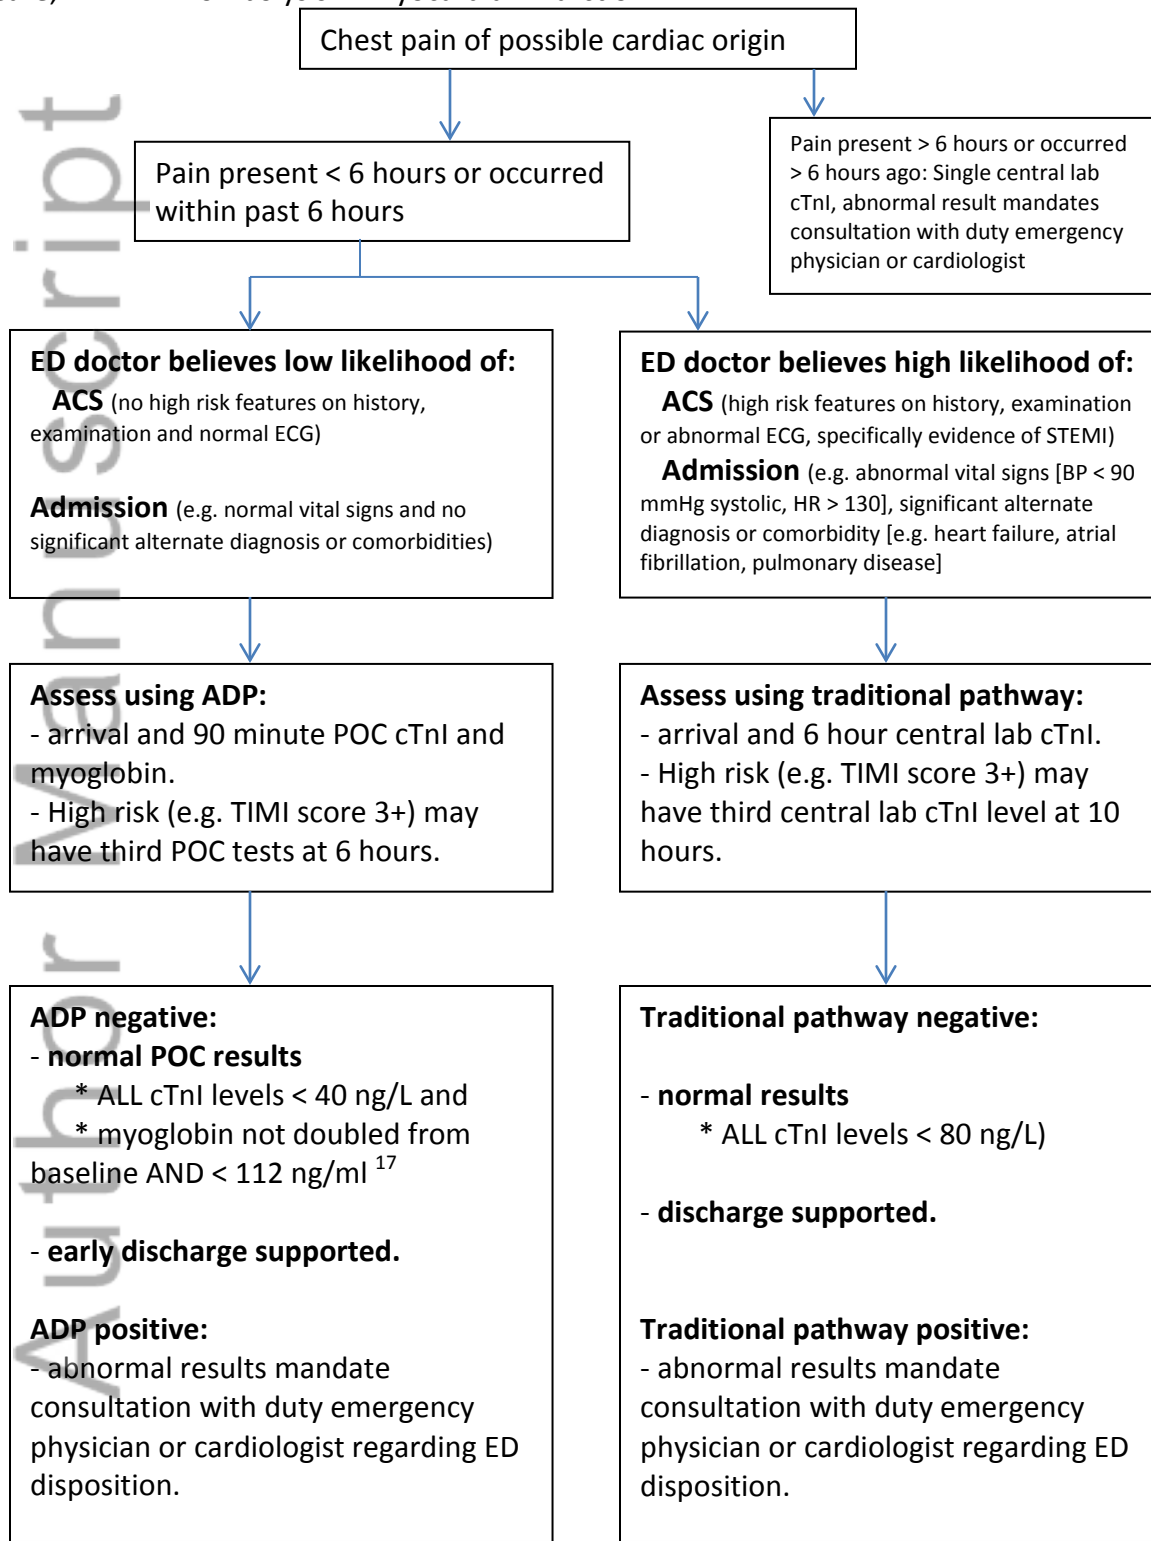 Chest pain of possible cardiac origin
Pain present < 6 hours or occurred
within past 6 hours
Pain present > 6 hours or occurred
> 6 hours ago: Single central lab
cTnI, abnormal result mandates
consultation with duty emergency
physician or cardiologist
ED doctor believes low likelihood of:
ACS (no high risk features on history,
examination and normal ECG)
Admission (e.g. normal vital signs and no
significant alternate diagnosis or comorbidities)
ED doctor believes high likelihood of:
ACS (high risk features on history, examination
or abnormal ECG, specifically evidence of STEMI)
Admission (e.g. abnormal vital signs [BP < 90
mmHg systolic, HR > 130], significant alternate
diagnosis or comorbidity [e.g. heart failure, atrial
fibrillation, pulmonary disease]
Assess using ADP:
- arrival and 90 minute POC cTnI and
myoglobin.
- High risk (e.g. TIMI score 3+) may
have third POC tests at 6 hours.
Assess using traditional pathway:
- arrival and 6 hour central lab cTnI.
- High risk (e.g. TIMI score 3+) may
have third central lab cTnI level at 10
hours.
ADP negative:
- normal POC results
* ALL cTnI levels < 40 ng/L and
* myoglobin not doubled from
baseline AND < 112 ng/ml 17
- early discharge supported.
ADP positive:
- abnormal results mandate
consultation with duty emergency
physician or cardiologist regarding ED
disposition.
Traditional pathway negative:
- normal results
* ALL cTnI levels < 80 ng/L)
- discharge supported.
Traditional pathway positive:
- abnormal results mandate
consultation with duty emergency
physician or cardiologist regarding ED
disposition.
Author Manuscript